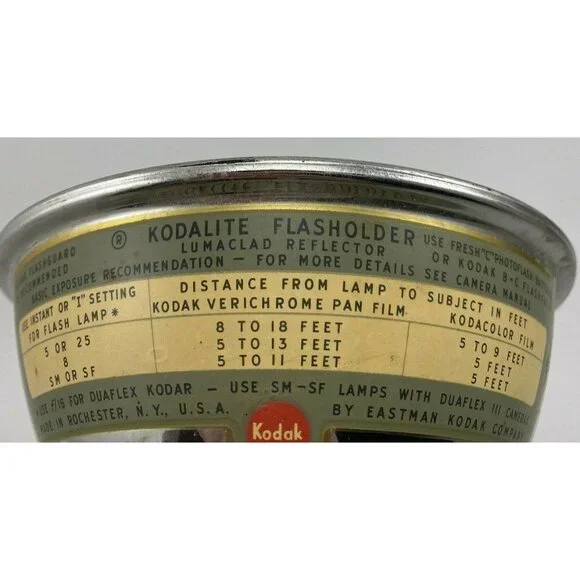 ® KODALITE FLASHOLDER
LUMACLAD REFLECTOR
FLASHGUARD
RECOMMENDED
USE FRESH "C" PHOTOFLASH
OR KODAK B-C
BASIC EXPOSURE RECOMMENDATION — FOR MORE DETAILS SEE CAMERA MANUAL
USE INSTANT OR "I" SETTING
FOR FLASH LAMP*
DISTANCE FROM LAMP TO SUBJECT IN FEET
KODAK VERICHROME PAN FILM KODACOLOR FILM
5 OR 25 8 TO 18 FEET 5 TO 9 FEET
8 5 TO 13 FEET 5 FEET
SM OR SF 5 TO 11 FEET 5 FEET
USE f/16 FOR DUAFLEX KODAR — USE SM-SF LAMPS WITH DUAFLEX III CAMERAS
MADE IN ROCHESTER, N.Y., U.S.A. BY EASTMAN KODAK COMPANY
Kodak